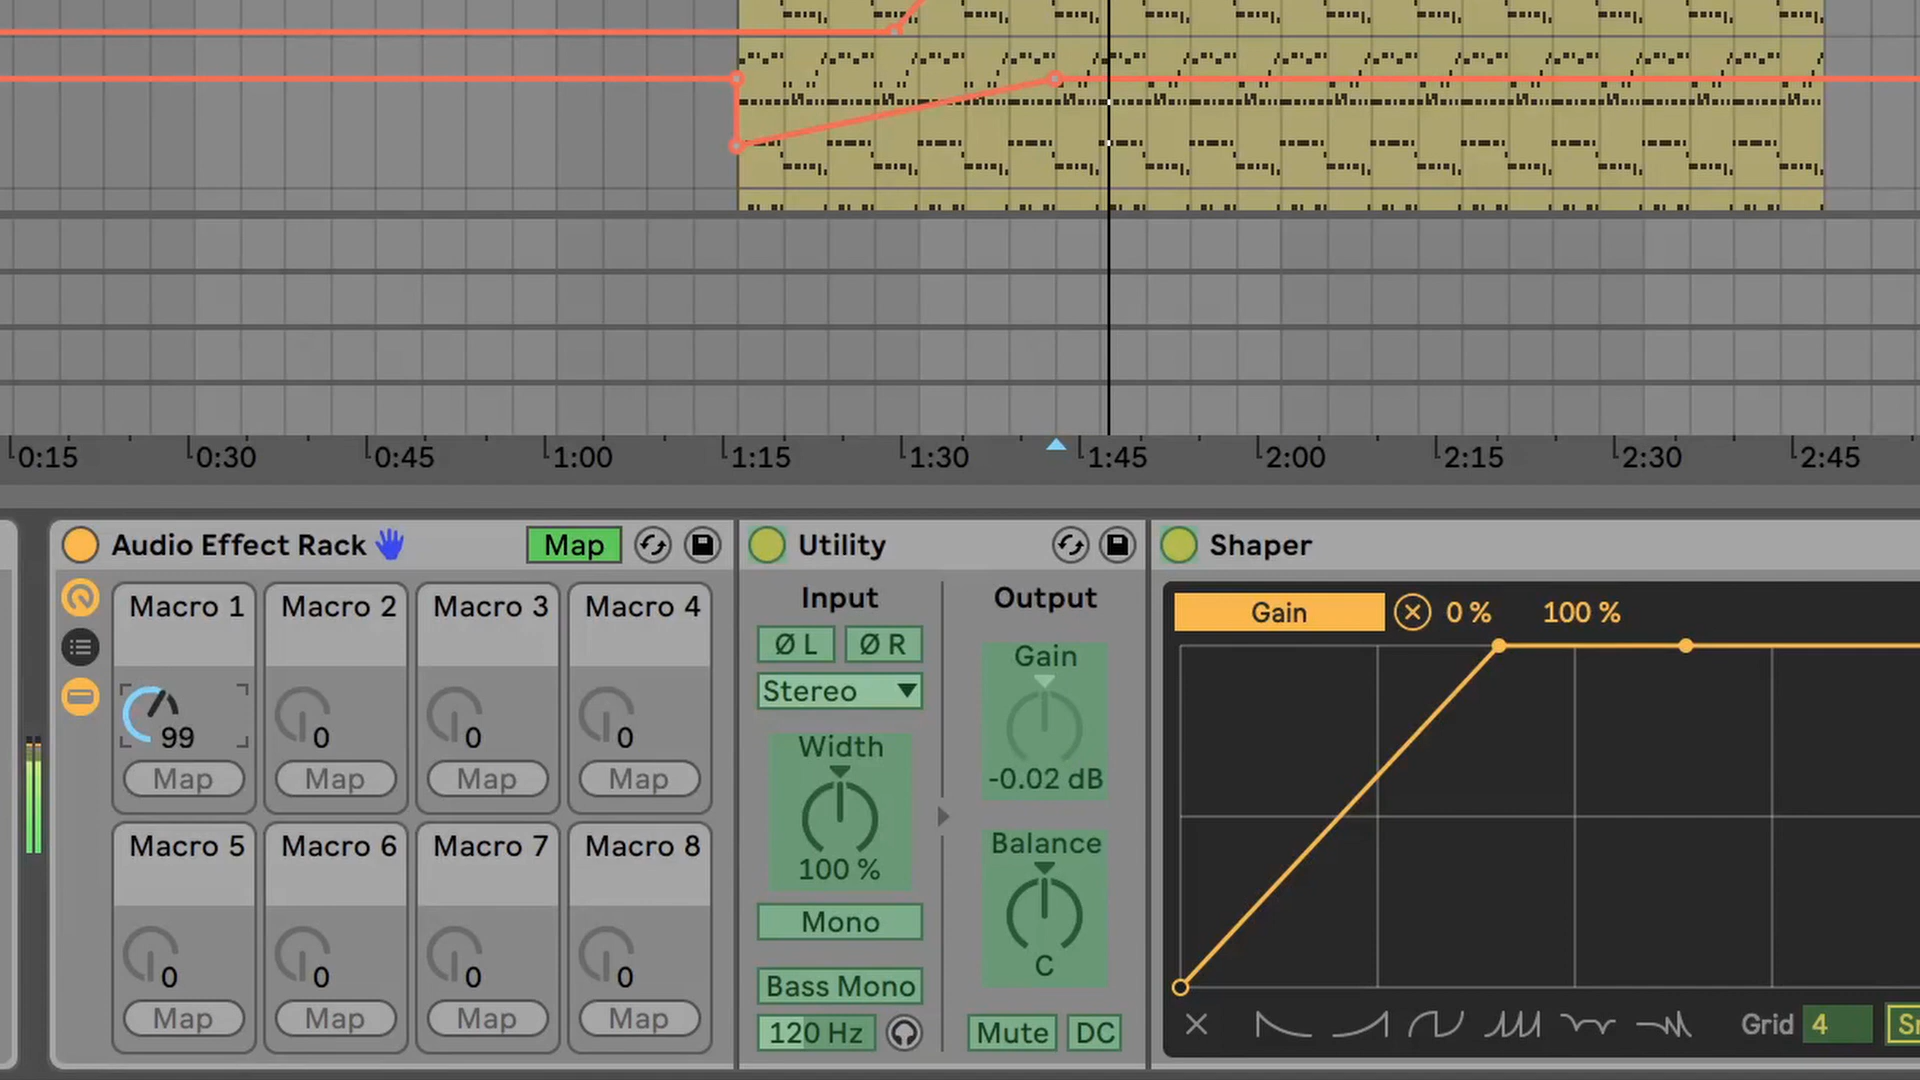 0:15 0:30 0:45 1:00 1:15 1:30 1:45 2:00 2:15 2:30 2:45
Audio Effect Rack Map
Macro 1 Macro 2 Macro 3 Macro 4
99 0 0 0
Map Map Map Map
Macro 5 Macro 6 Macro 7 Macro 8
0 0 0 0
Map Map Map Map
Utility
Input
Ø L Ø R
Stereo
Width
100 %
Mono
Bass Mono
120 Hz
Output
Gain
-0.02 dB
Balance
C
Mute DC
Shaper
Gain 0 % 100 %
Grid 4